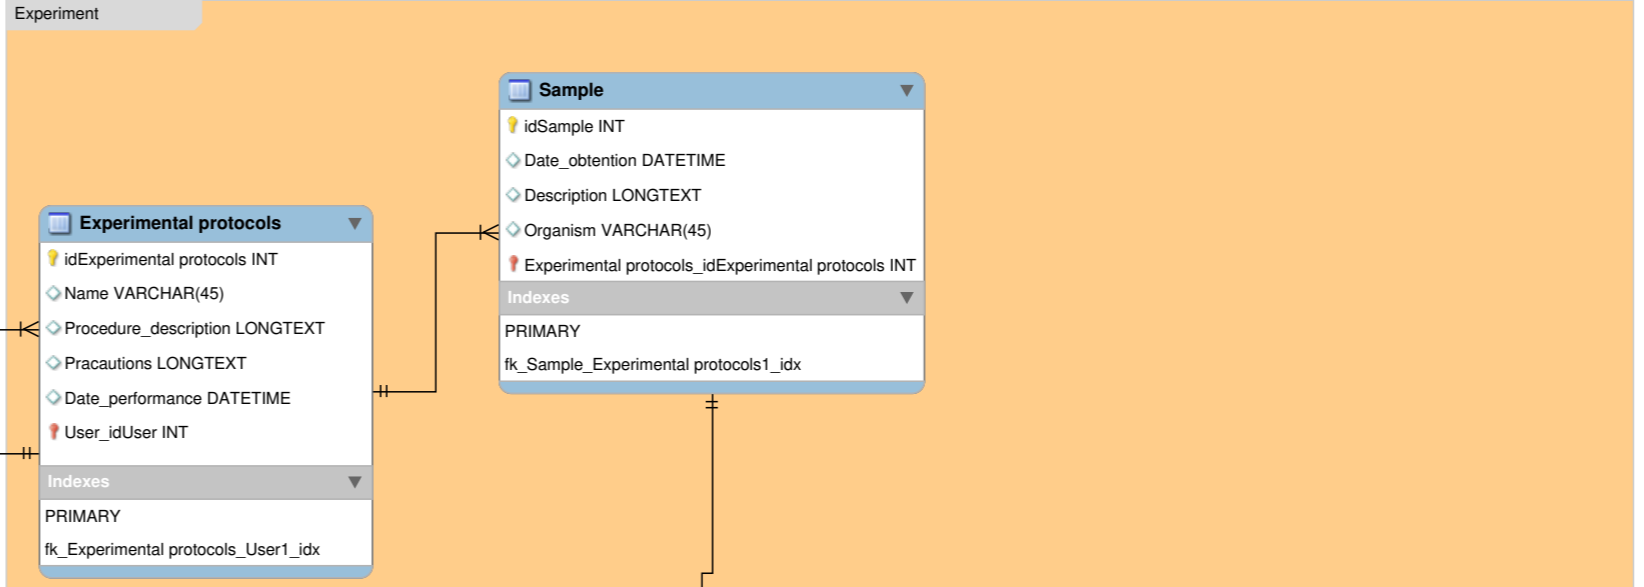 Experiment
Sample
idSample INT
Date_obtention DATETIME
Description LONGTEXT
Organism VARCHAR(45)
Experimental protocols_idExperimental protocols INT
Indexes
PRIMARY
fk_Sample_Experimental protocols1_idx
Experimental protocols
idExperimental protocols INT
Name VARCHAR(45)
Procedure_description LONGTEXT
Pracautions LONGTEXT
Date_performance DATETIME
User_idUser INT
Indexes
PRIMARY
fk_Experimental protocols_User1_idx